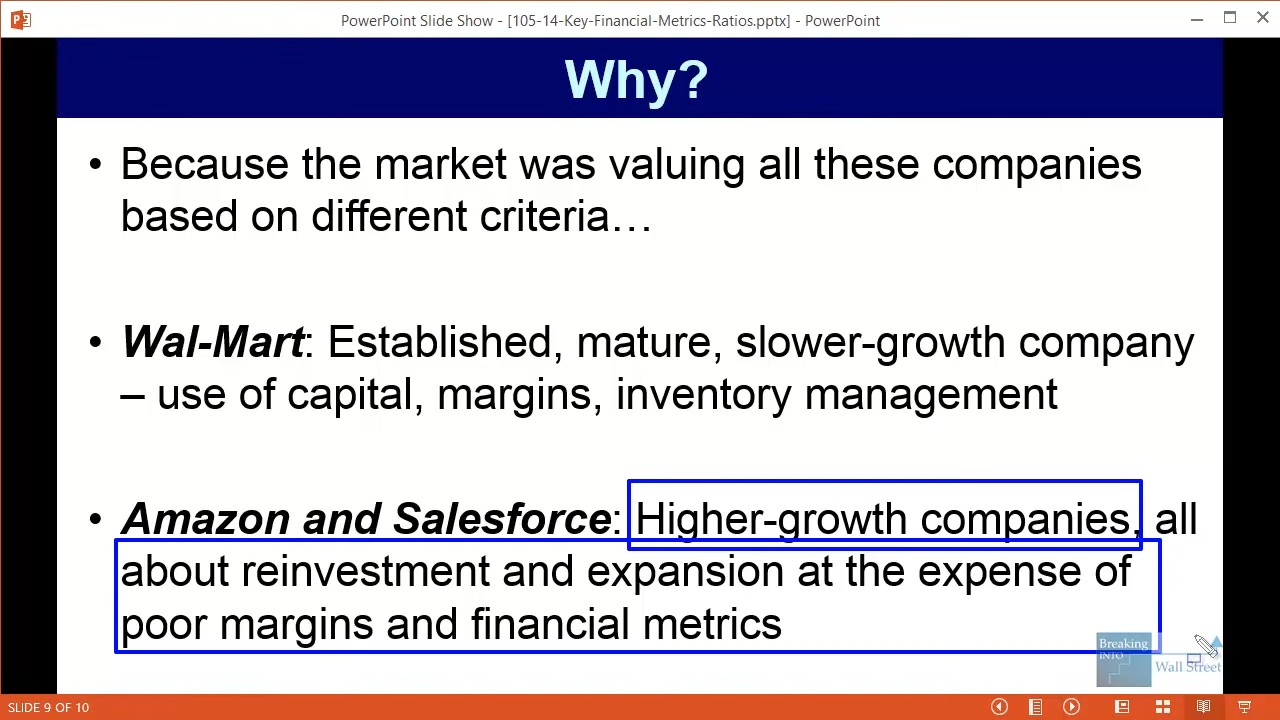 PowerPoint Slide Show - [105-14-Key-Financial-Metrics-Ratios.pptx] - PowerPoint
Why?
• Because the market was valuing all these companies
based on different criteria…
• Wal-Mart: Established, mature, slower-growth company
– use of capital, margins, inventory management
• Amazon and Salesforce: Higher-growth companies, all
about reinvestment and expansion at the expense of
poor margins and financial metrics
Breaking
INTO
Wall Street
SLIDE 9 OF 10